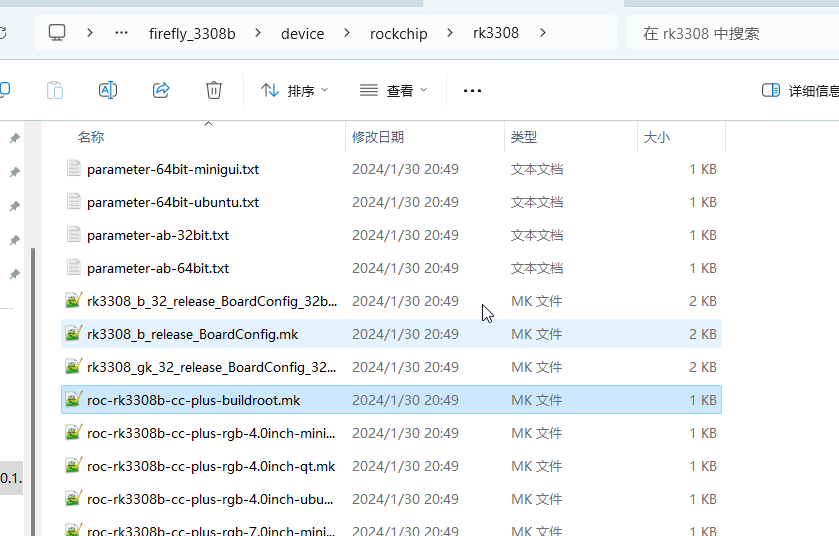 firefly_3308b device rockchip rk3308 在 rk3308 中搜索
排序 查看 详细信息
名称 修改日期 类型 大小
parameter-64bit-minigui.txt 2024/1/30 20:49 文本文档 1 KB
parameter-64bit-ubuntu.txt 2024/1/30 20:49 文本文档 1 KB
parameter-ab-32bit.txt 2024/1/30 20:49 文本文档 1 KB
parameter-ab-64bit.txt 2024/1/30 20:49 文本文档 1 KB
rk3308_b_32_release_BoardConfig_32b... 2024/1/30 20:49 MK 文件 2 KB
rk3308_b_release_BoardConfig.mk 2024/1/30 20:49 MK 文件 2 KB
rk3308_gk_32_release_BoardConfig_32... 2024/1/30 20:49 MK 文件 2 KB
roc-rk3308b-cc-plus-buildroot.mk 2024/1/30 20:49 MK 文件 1 KB
roc-rk3308b-cc-plus-rgb-4.0inch-mini... 2024/1/30 20:49 MK 文件 1 KB
roc-rk3308b-cc-plus-rgb-4.0inch-qt.mk 2024/1/30 20:49 MK 文件 1 KB
0.1.
roc-rk3308b-cc-plus-rgb-4.0inch-ubu... 2024/1/30 20:49 MK 文件 1 KB
roc-rk3308b-cc-plus-rgb-7.0inch-mini... 2024/1/30 20:49 MK 文件 1 KB